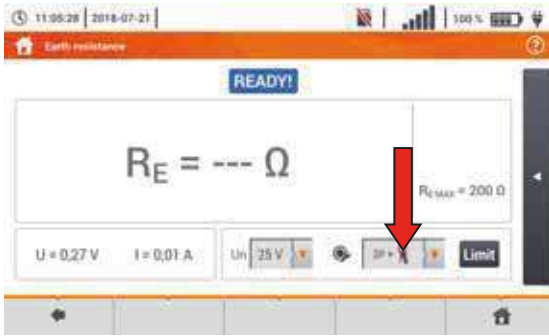 11:05:28 2018-07-21 100 %
Earth resistance
READY!
RE = --- Ω
RE MAX = 200 Ω
U = 0,27 V I = 0,01 A Un 25 V 3P + Limit